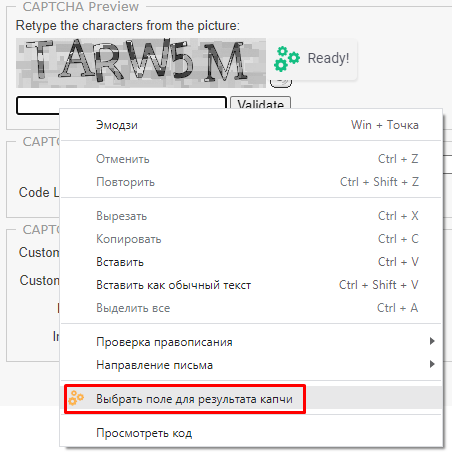 CAPTCHA Preview
Retype the characters from the picture:
TARW5M Ready!
Validate
Эмодзи Win + Точка
CAPTC
Отменить Ctrl + Z
Повторить Ctrl + Shift + Z
Code L
Вырезать Ctrl + X
CAPTC
Копировать Ctrl + C
Custom
Вставить Ctrl + V
Custom
Вставить как обычный текст Ctrl + Shift + V
Выделить все Ctrl + A
Проверка правописания
Направление письма
Выбрать поле для результата капчи
Просмотреть код